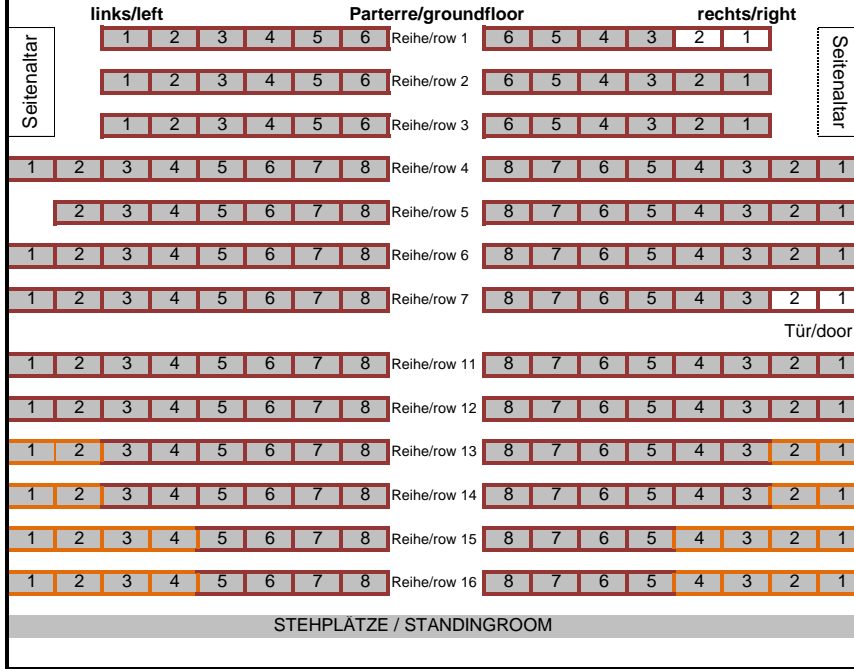 links/left Parterre/groundfloor rechts/right
1 2 3 4 5 6 Reihe/row 1 6 5 4 3 2 1
Seitenaltar Seitenaltar
1 2 3 4 5 6 Reihe/row 2 6 5 4 3 2 1
1 2 3 4 5 6 Reihe/row 3 6 5 4 3 2 1
1 2 3 4 5 6 7 8 Reihe/row 4 8 7 6 5 4 3 2 1
2 3 4 5 6 7 8 Reihe/row 5 8 7 6 5 4 3 2 1
1 2 3 4 5 6 7 8 Reihe/row 6 8 7 6 5 4 3 2 1
1 2 3 4 5 6 7 8 Reihe/row 7 8 7 6 5 4 3 2 1
Tür/door
1 2 3 4 5 6 7 8 Reihe/row 11 8 7 6 5 4 3 2 1
1 2 3 4 5 6 7 8 Reihe/row 12 8 7 6 5 4 3 2 1
1 2 3 4 5 6 7 8 Reihe/row 13 8 7 6 5 4 3 2 1
1 2 3 4 5 6 7 8 Reihe/row 14 8 7 6 5 4 3 2 1
1 2 3 4 5 6 7 8 Reihe/row 15 8 7 6 5 4 3 2 1
1 2 3 4 5 6 7 8 Reihe/row 16 8 7 6 5 4 3 2 1
STEHPLÄTZE / STANDINGROOM